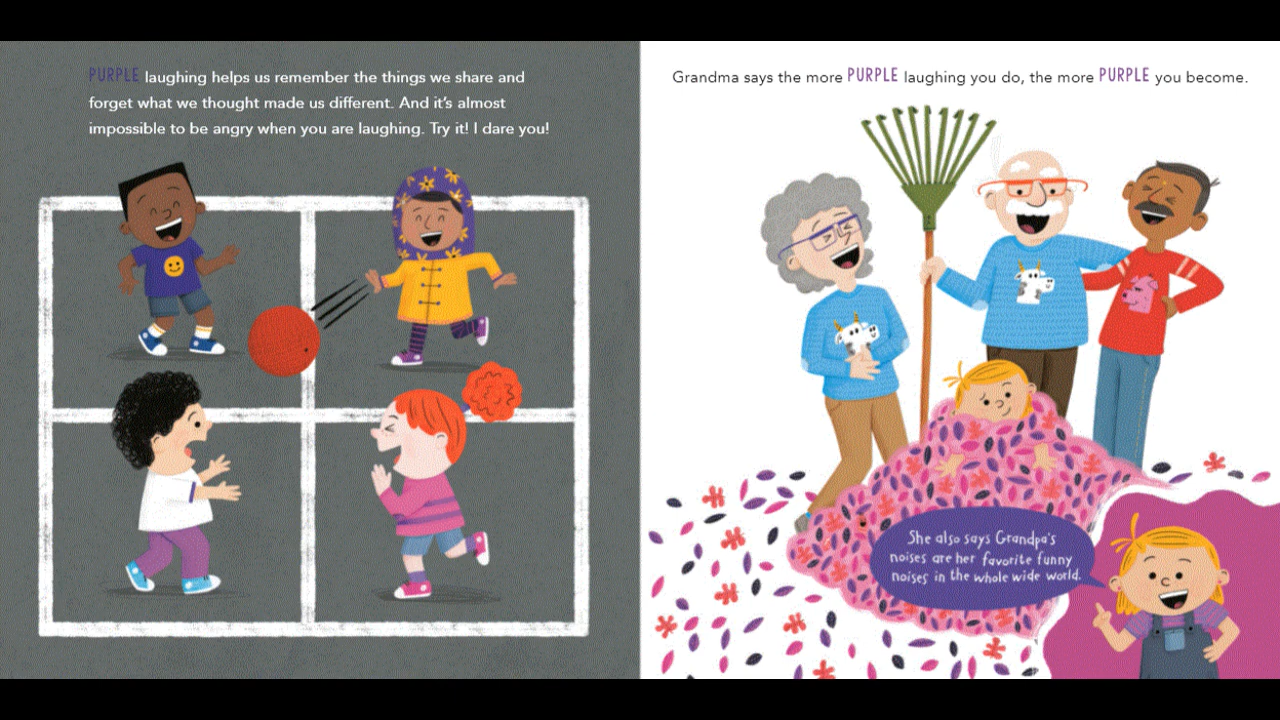 PURPLE laughing helps us remember the things we share and
forget what we thought made us different. And it's almost
impossible to be angry when you are laughing. Try it! I dare you!
Grandma says the more PURPLE laughing you do, the more PURPLE you become.
She also says Grandpa's
noises are her favorite funny
noises in the whole wide world.